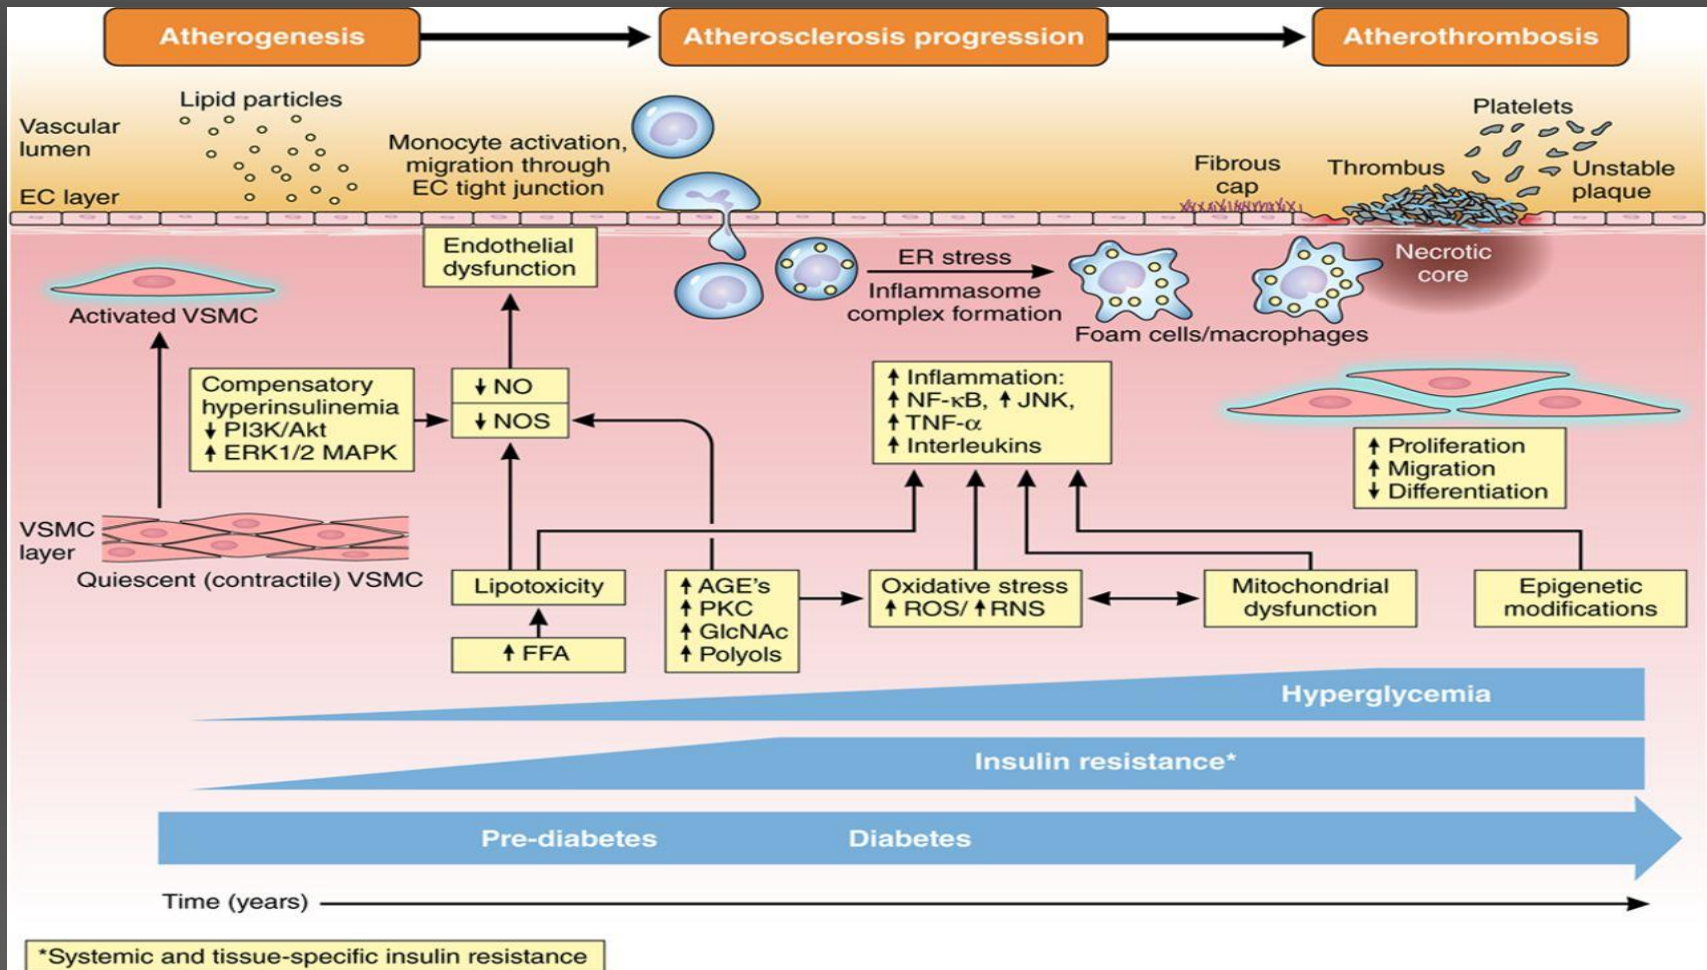 Atherogenesis
Atherosclerosis progression
Atherothrombosis
Lipid particles
Vascular
lumen
EC layer
Monocyte activation,
migration through
EC tight junction
Fibrous
cap
Platelets
Thrombus
Unstable
plaque
Endothelial
dysfunction
Activated VSMC
ER stress
Inflammasome
complex formation
Foam cells/macrophages
Necrotic
core
Compensatory
hyperinsulinemia
↓ PI3K/Akt
↑ ERK1/2 MAPK
↓ NO
↓ NOS
↑ Inflammation:
↑ NF-κB, ↑ JNK,
↑ TNF-α
↑ Interleukins
↑ Proliferation
↑ Migration
↓ Differentiation
VSMC
layer
Quiescent (contractile) VSMC
Lipotoxicity
↑ FFA
↑ AGE's
↑ PKC
↑ GlcNAc
↑ Polyols
Oxidative stress
↑ ROS/ ↑ RNS
Mitochondrial
dysfunction
Epigenetic
modifications
Hyperglycemia
Insulin resistance*
Pre-diabetes
Diabetes
Time (years)
*Systemic and tissue-specific insulin resistance